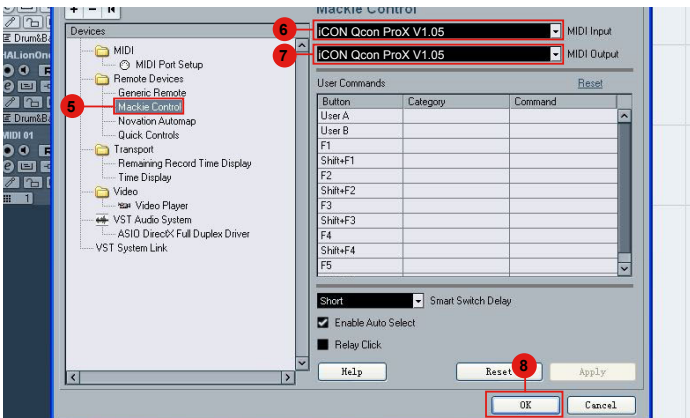 Mackie Control
Devices
MIDI
MIDI Port Setup
Remote Devices
Generic Remote
5
Mackie Control
Novation Automap
Quick Controls
Transport
Remaining Record Time Display
Time Display
Video
Video Player
VST Audio System
ASIO DirectX Full Duplex Driver
VST System Link
6 iCON Qcon ProX V1.05 MIDI Input
7 iCON Qcon ProX V1.05 MIDI Output
User Commands Reset
Button Category Command
User A
User B
F1
Shift+F1
F2
Shift+F2
F3
Shift+F3
F4
Shift+F4
F5
Short Smart Switch Delay
Enable Auto Select
Relay Click
Help Reset Apply
8
OK Cancel
Drum&Ba
HALionOne
Drum&Ba
MIDI 01
1